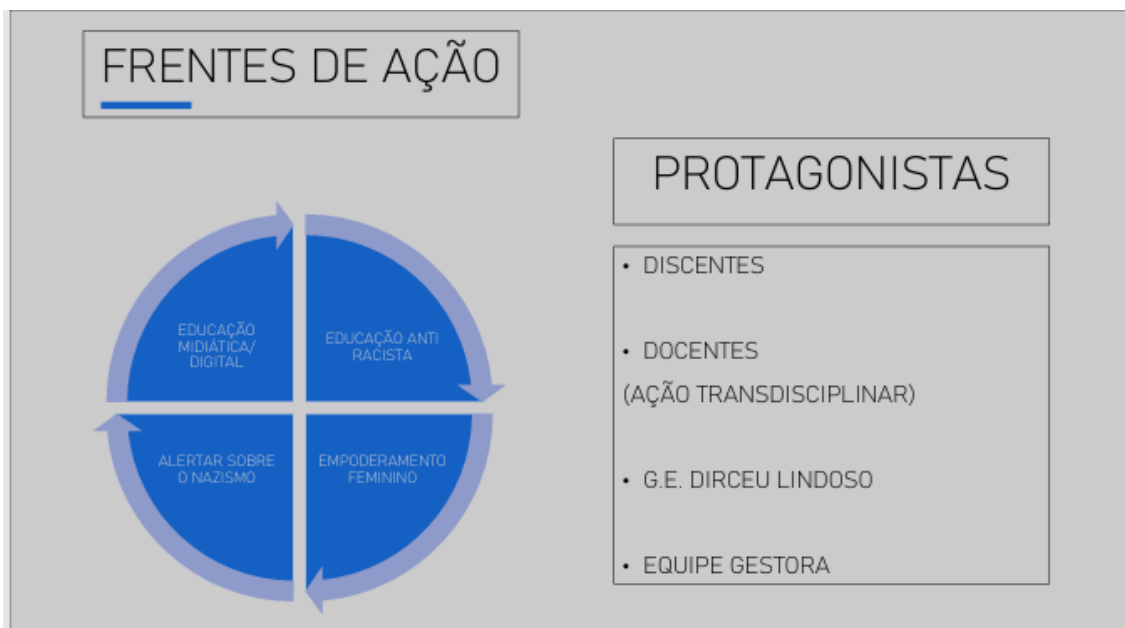 FRENTES DE AÇÃO
EDUCAÇÃO
MIDIÁTICA/
DIGITAL
EDUCAÇÃO ANTI
RACISTA
ALERTAR SOBRE
O NAZISMO
EMPODERAMENTO
FEMININO
PROTAGONISTAS
• DISCENTES
• DOCENTES
(AÇÃO TRANSDISCIPLINAR)
• G.E. DIRCEU LINDOSO
• EQUIPE GESTORA